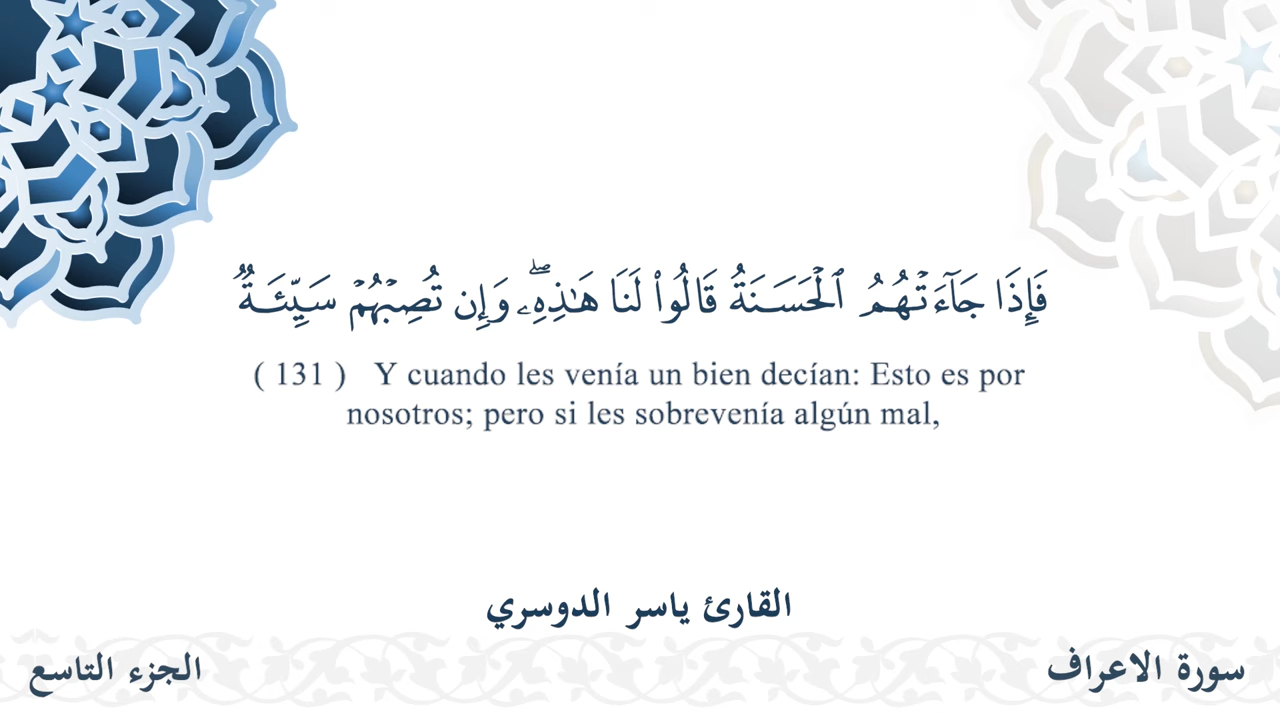 فَإِذَا جَآءَتۡهُمُ ٱلۡحَسَنَةُ قَالُواْ لَنَا هَٰذِهِۦۖ وَإِن تُصِبۡهُمۡ سَيِّئَةٌ
( 131 ) Y cuando les venía un bien decían: Esto es por
nosotros; pero si les sobrevenía algún mal,
القارئ ياسر الدوسري
سورة الاعراف
الجزء التاسع